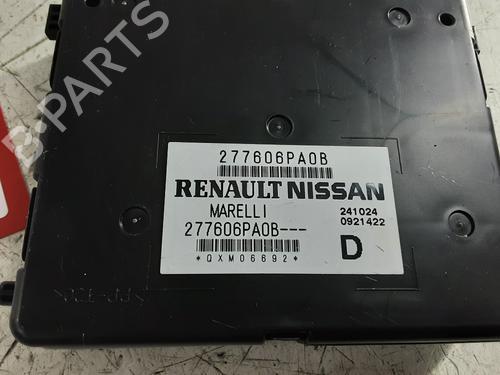 B-PARTS
277606PA0B
RENAULT NISSAN
MARELLI
241024
277606PA0B---
0921422
*QXM06692*
D